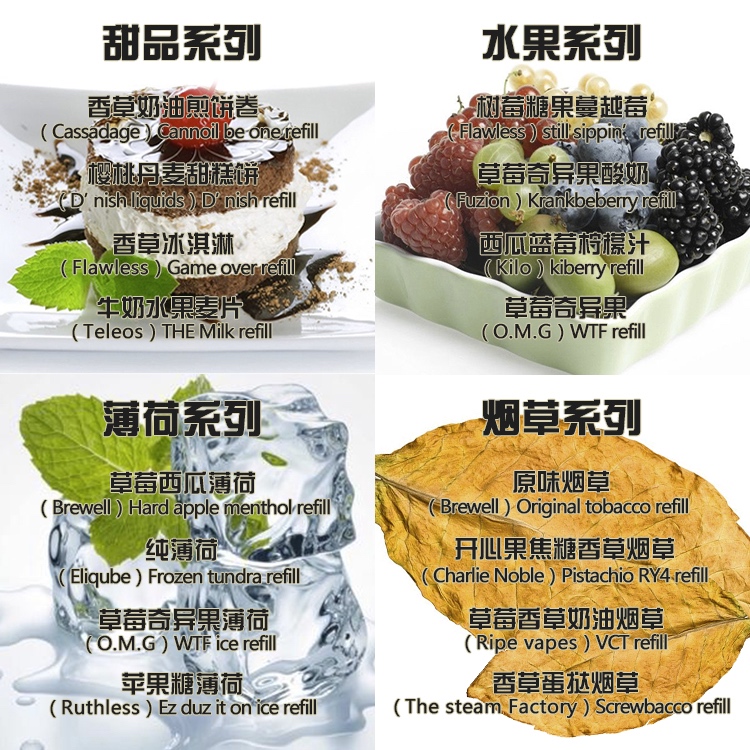 甜品系列
香草奶油煎饼卷
（Cassadage）Cannoil be one refill
樱桃丹麦甜糕饼
（D’nish liquids）D’nish refill
香草冰淇淋
（Flawless）Game over refill
牛奶水果麦片
（Teleos）THE Milk refill
水果系列
树莓糖果蔓越莓
（Flawless）still sippin’ refill
草莓奇异果酸奶
（Fuzion）Krankbeberry refill
西瓜蓝莓柠檬汁
（Kilo）kiberry refill
草莓奇异果
（O.M.G）WTF refill
薄荷系列
草莓西瓜薄荷
（Brewell）Hard apple menthol refill
纯薄荷
（Eliqube）Frozen tundra refill
草莓奇异果薄荷
（O.M.G）WTF ice refill
苹果糖薄荷
（Ruthless）Ez duz it on ice refill
烟草系列
原味烟草
（Brewell）Original tobacco refill
开心果焦糖香草烟草
（Charlie Noble）Pistachio RY4 refill
草莓香草奶油烟草
（Ripe vapes）VCT refill
香草蛋挞烟草
（The steam Factory）Screwbacco refill